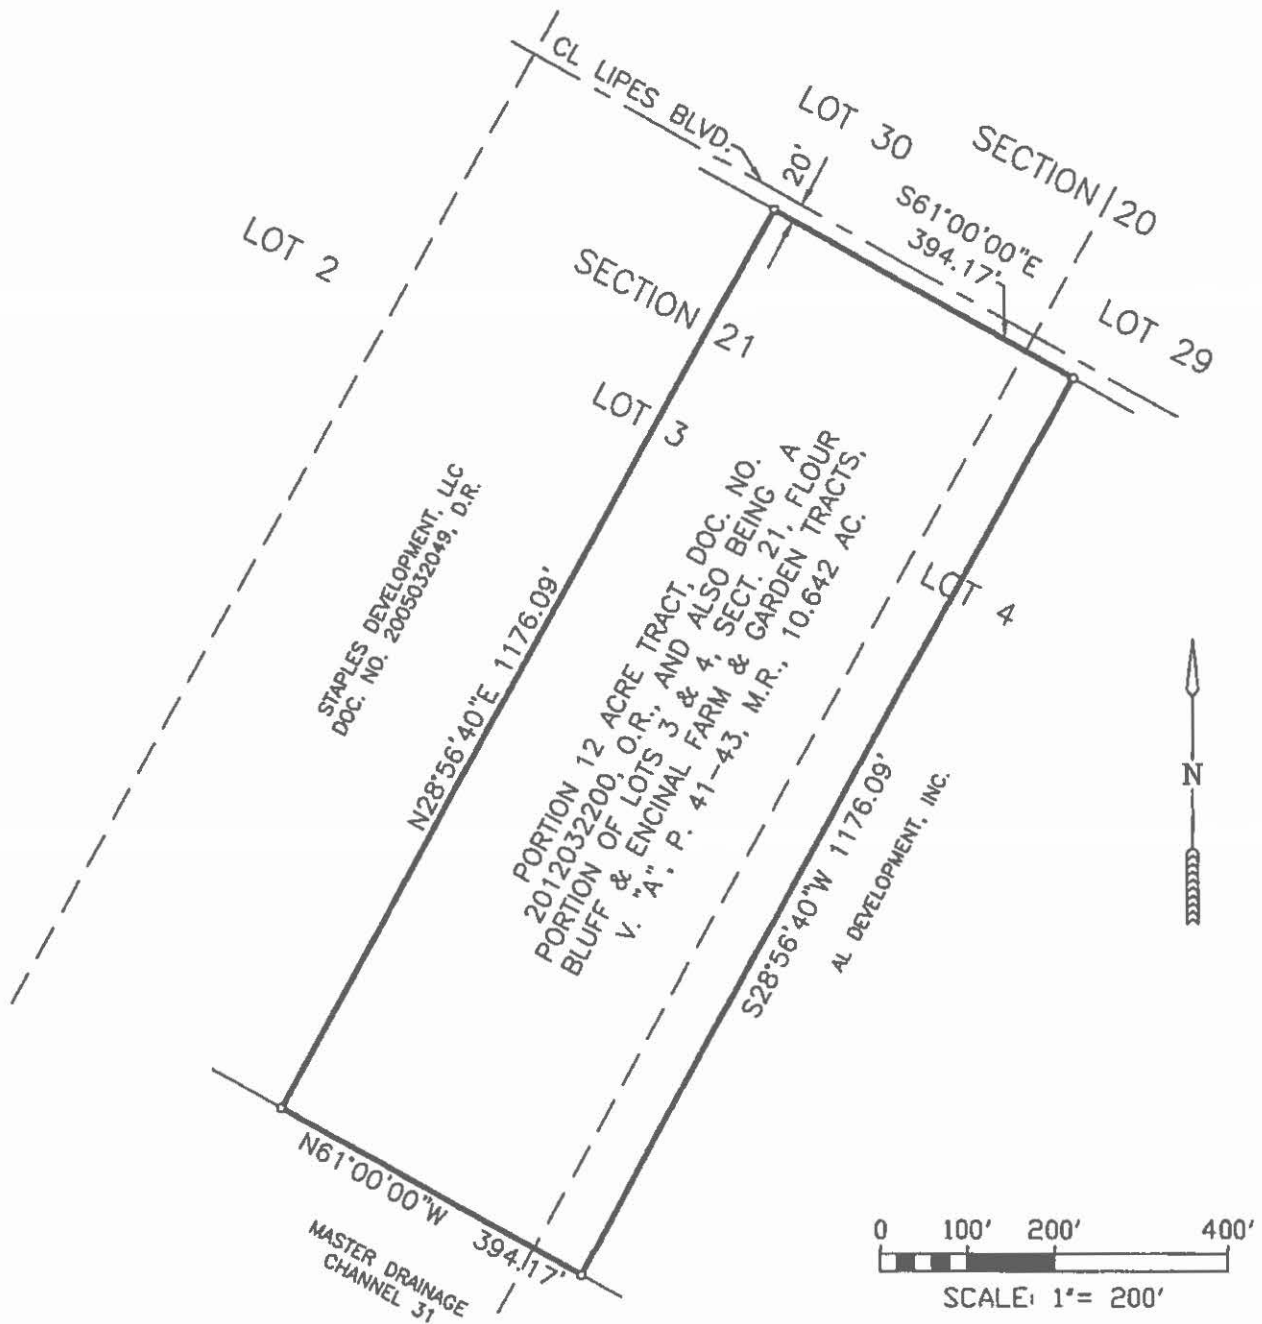 CL LIPES BLVD.
LOT 30
SECTION 20
20'
S61°00'00"E
394.17'
LOT 29
LOT 2
SECTION 21
LOT 3
STAPLES DEVELOPMENT, LLC
DOC. NO. 2005032049, D.R.
N28°56'40"E 1176.09'
PORTION 12 ACRE TRACT, DOC. NO.
2012032200, O.R., AND ALSO BEING A
PORTION OF LOTS 3 & 4, SECT. 21, FLOUR
BLUFF & ENCINAL FARM & GARDEN TRACTS,
V. "A", P. 41-43, M.R., 10.642 AC.
LOT 4
S28°56'40"W 1176.09'
AL DEVELOPMENT, INC.
N
N61°00'00"W 394.17'
MASTER DRAINAGE
CHANNEL 31
0 100' 200' 400'
SCALE: 1"= 200'